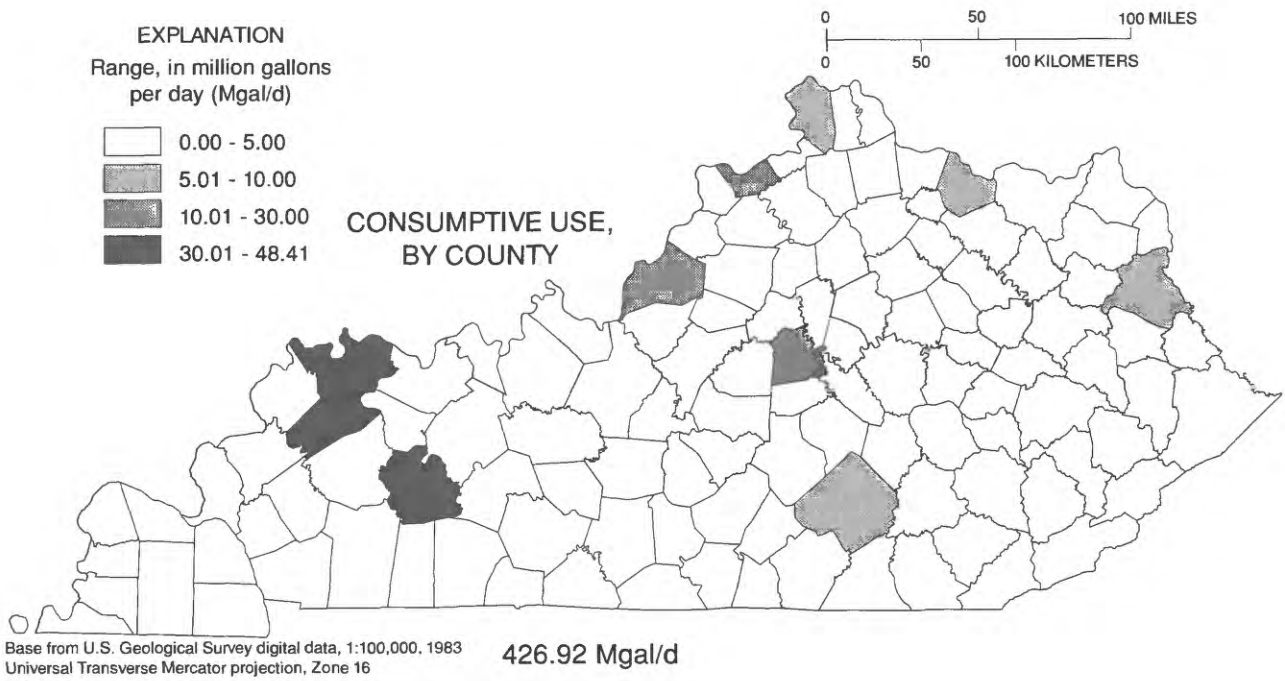 EXPLANATION
Range, in million gallons
per day (Mgal/d)
0.00 - 5.00
5.01 - 10.00
10.01 - 30.00
30.01 - 48.41
CONSUMPTIVE USE,
BY COUNTY
0 50 100 MILES
0 50 100 KILOMETERS
Base from U.S. Geological Survey digital data, 1:100,000, 1983
Universal Transverse Mercator projection, Zone 16
426.92 Mgal/d